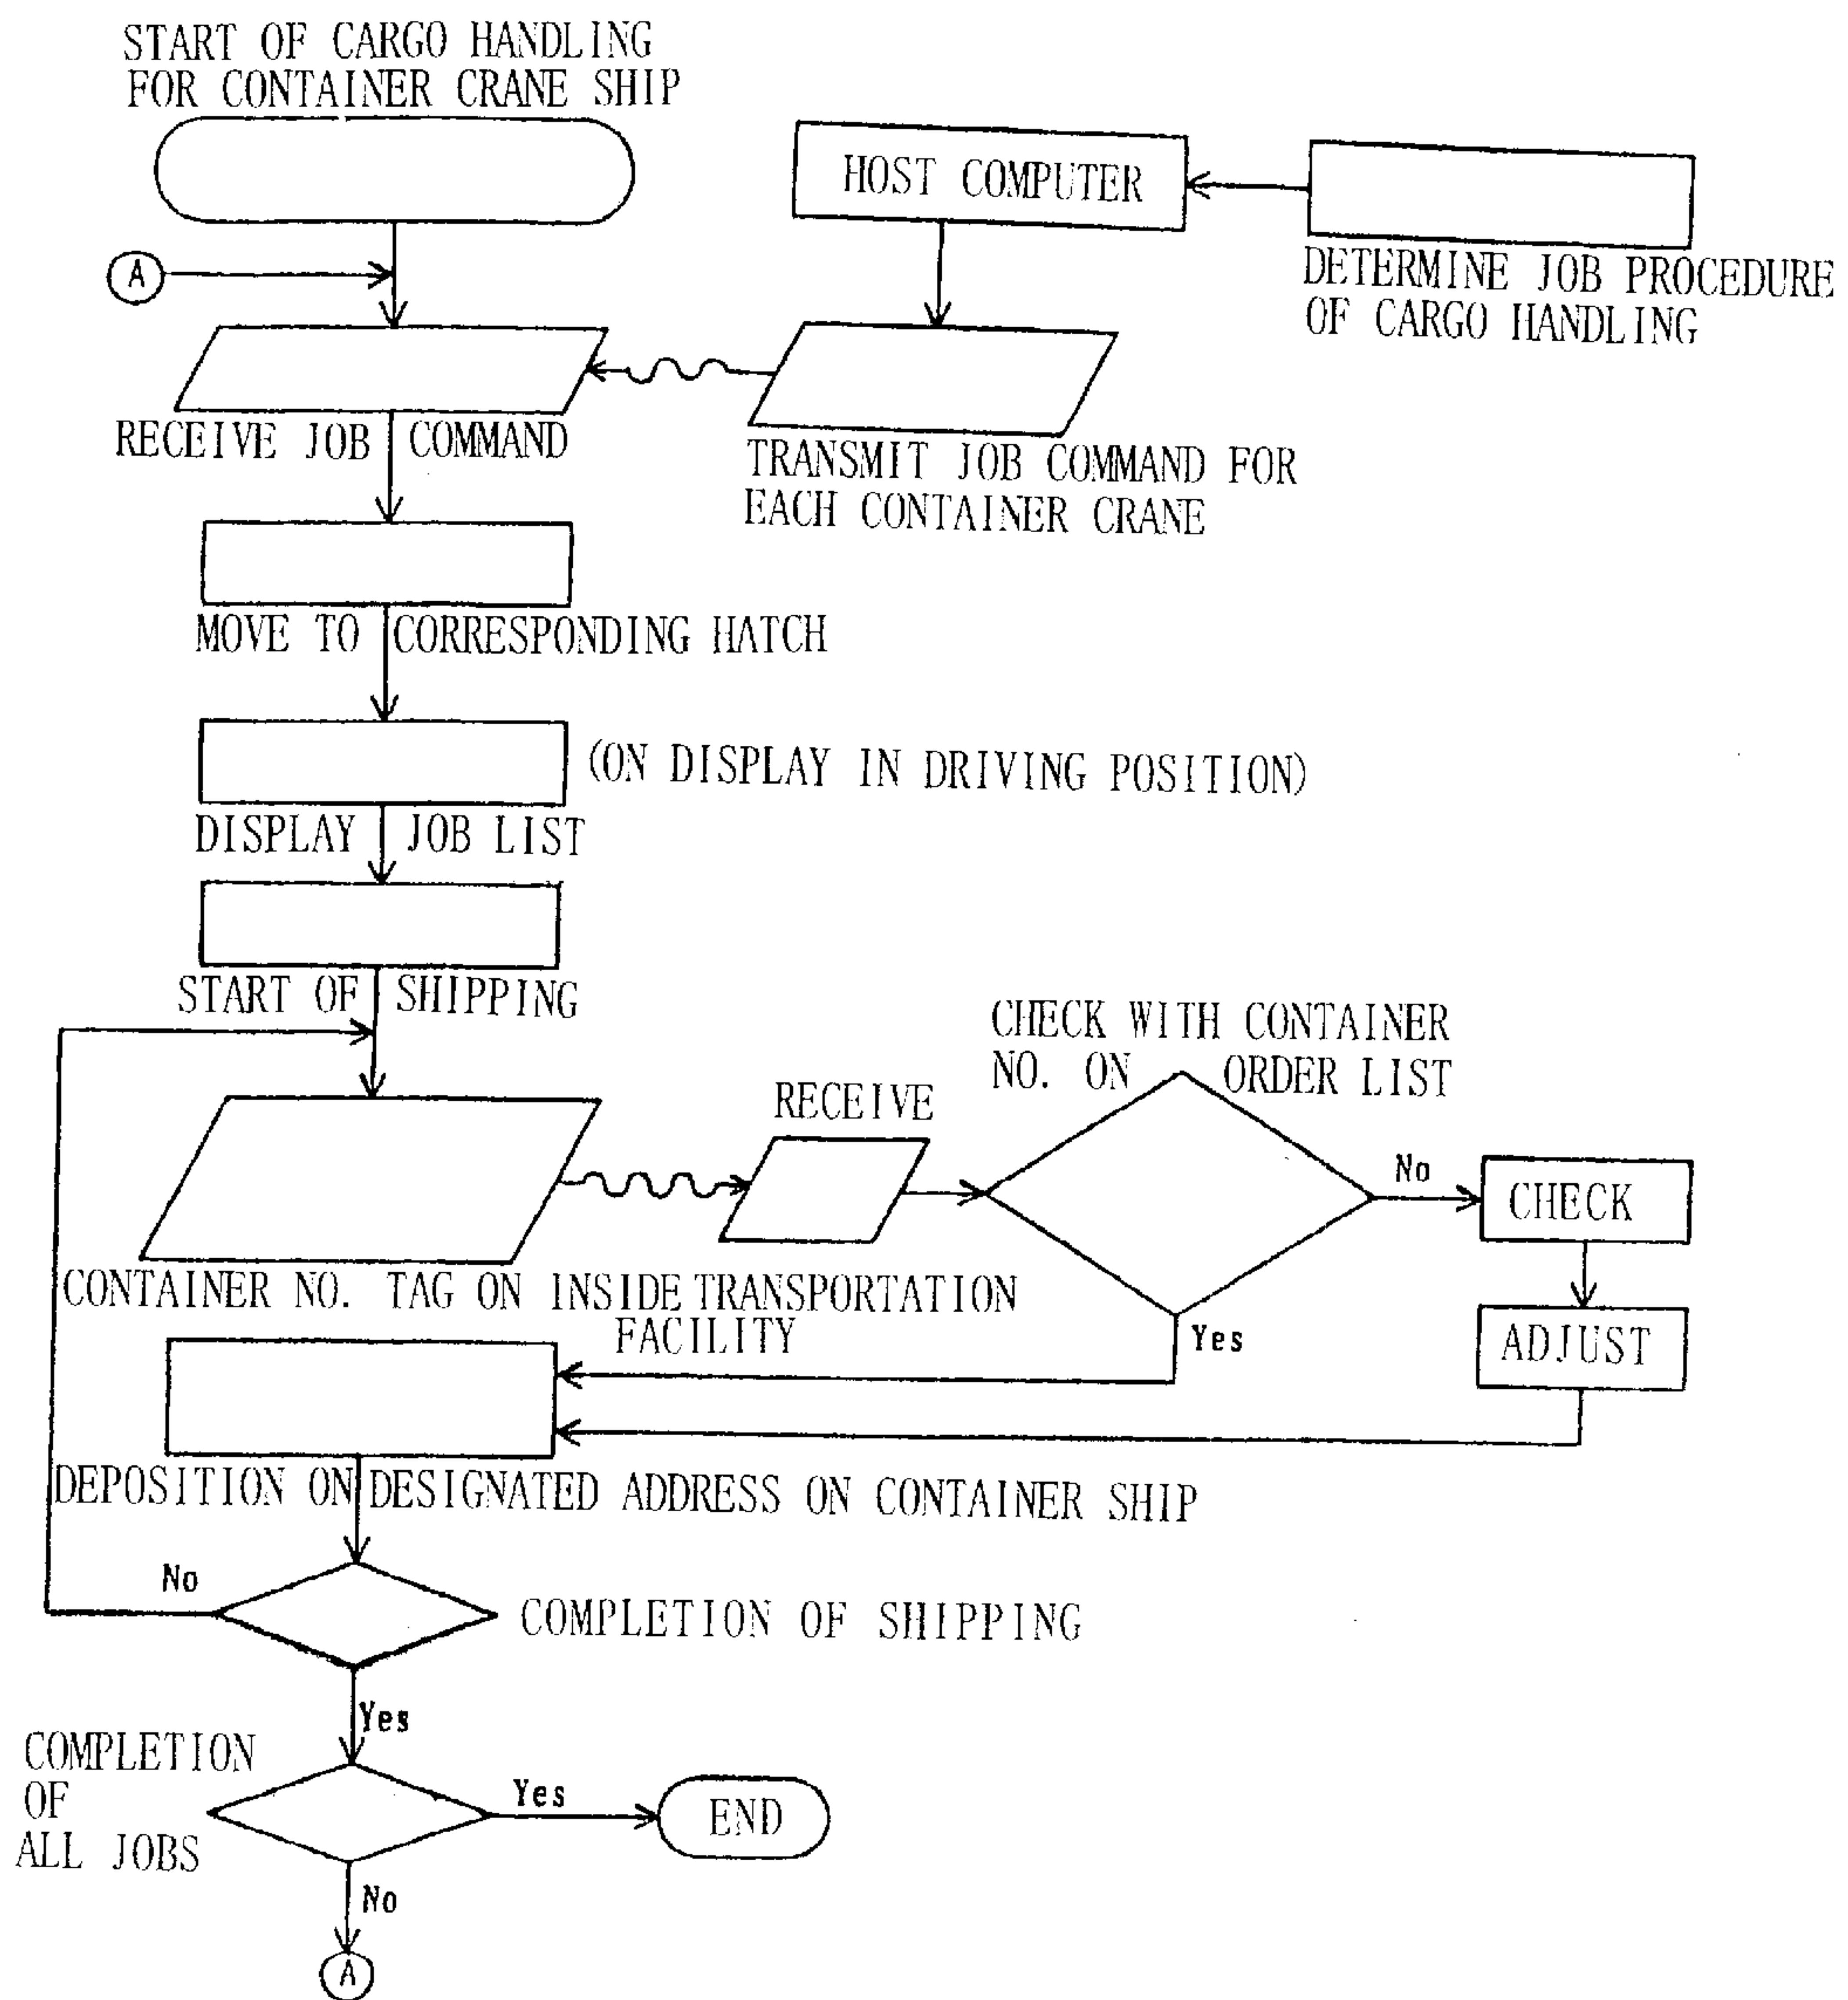 START OF CARGO HANDLING
FOR CONTAINER CRANE SHIP
HOST COMPUTER
DETERMINE JOB PROCEDURE
OF CARGO HANDLING
A
RECEIVE JOB COMMAND
TRANSMIT JOB COMMAND FOR
EACH CONTAINER CRANE
MOVE TO CORRESPONDING HATCH
(ON DISPLAY IN DRIVING POSITION)
DISPLAY JOB LIST
START OF SHIPPING
CHECK WITH CONTAINER
NO. ON ORDER LIST
RECEIVE
No
CHECK
CONTAINER NO. TAG ON INSIDE TRANSPORTATION
FACILITY
Yes
ADJUST
DEPOSITION ON DESIGNATED ADDRESS ON CONTAINER SHIP
No
COMPLETION OF SHIPPING
Yes
COMPLETION
OF
ALL JOBS
Yes
END
No
A